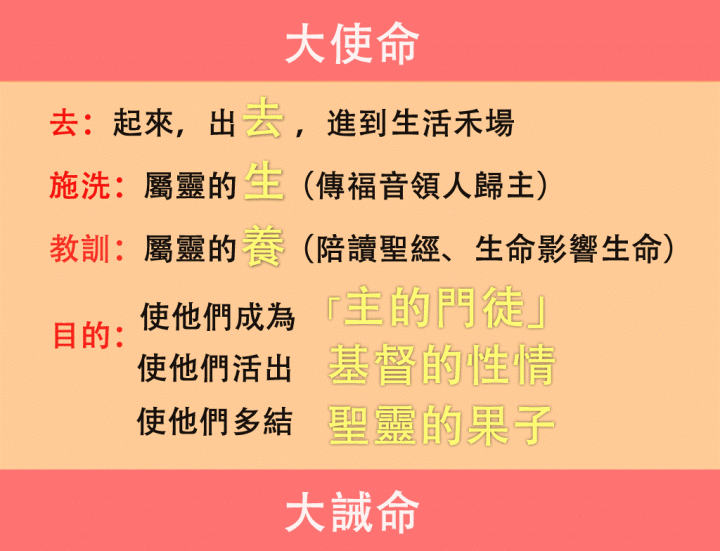 大使命
去：起來，出去，進到生活禾場
施洗：屬靈的生（傳福音領人歸主）
教訓：屬靈的養（陪讀聖經、生命影響生命）
目的：使他們成為「主的門徒」
使他們活出 基督的性情
使他們多結 聖靈的果子
大誡命